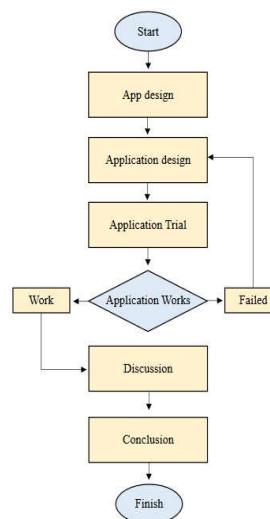 Start
App design
Application design
Application Trial
Work
Application Works
Failed
Discussion
Conclusion
Finish